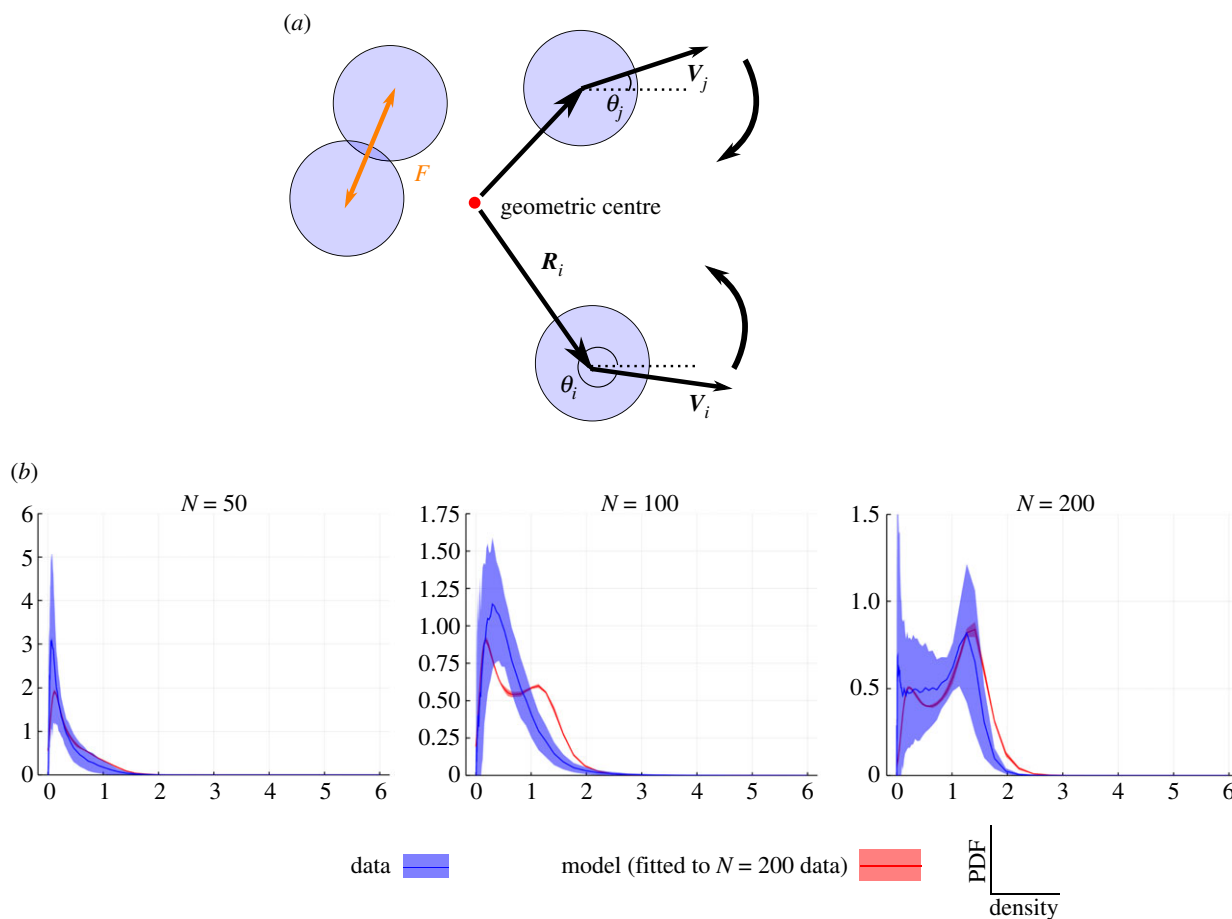 (a)
V_j
θ_j
F
geometric centre
R_i
θ_i
V_i
(b)
N = 50
6
5
4
3
2
1
0
0 1 2 3 4 5 6
N = 100
1.75
1.50
1.25
1.00
0.75
0.50
0.25
0
0 1 2 3 4 5 6
N = 200
1.5
1.0
0.5
0
0 1 2 3 4 5 6
data
model (fitted to N = 200 data)
PDF
density